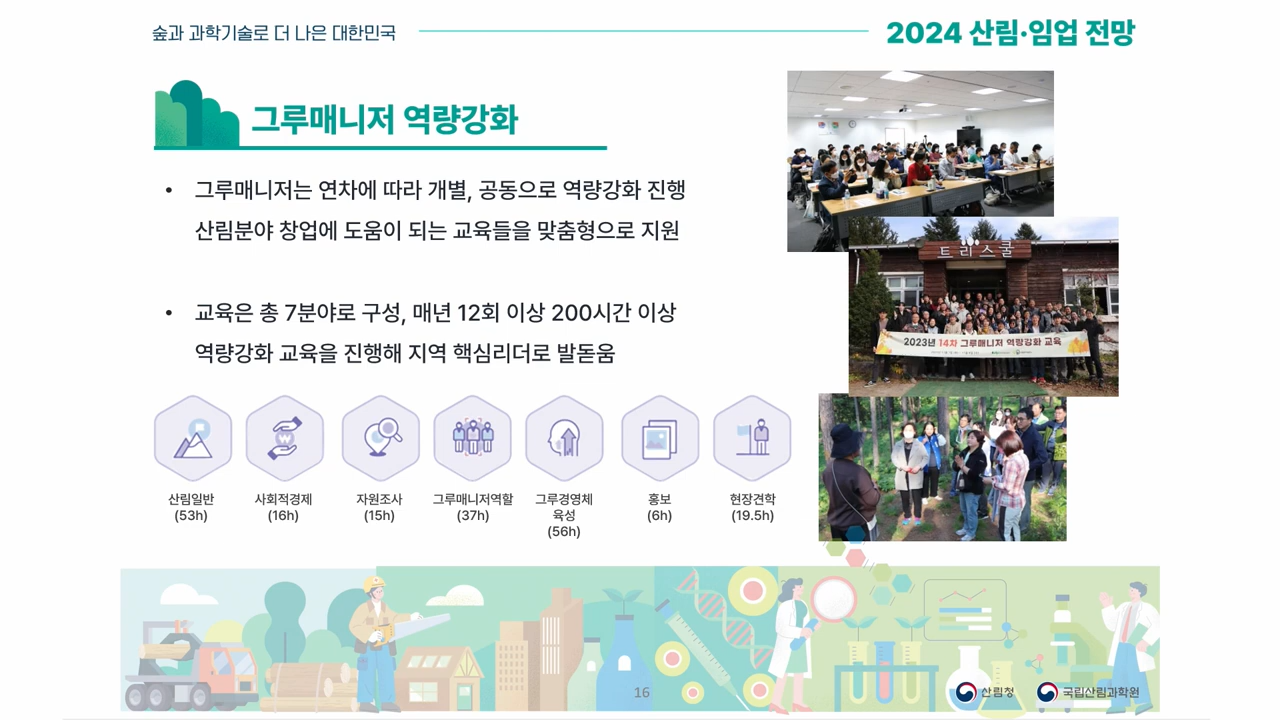 숲과 과학기술로 더 나은 대한민국
2024 산림·임업 전망
그루매니저 역량강화
• 그루매니저는 연차에 따라 개별, 공동으로 역량강화 진행
산림분야 창업에 도움이 되는 교육들을 맞춤형으로 지원
• 교육은 총 7분야로 구성, 매년 12회 이상 200시간 이상
역량강화 교육을 진행해 지역 핵심리더로 발돋움
산림일반
(53h)
사회적경제
(16h)
자원조사
(15h)
그루매니저역할
(37h)
그루경영체
육성
(56h)
홍보
(6h)
현장견학
(19.5h)
트리스쿨
2023년 14차 그루매니저 역량강화 교육
16
산림청
국립산림과학원